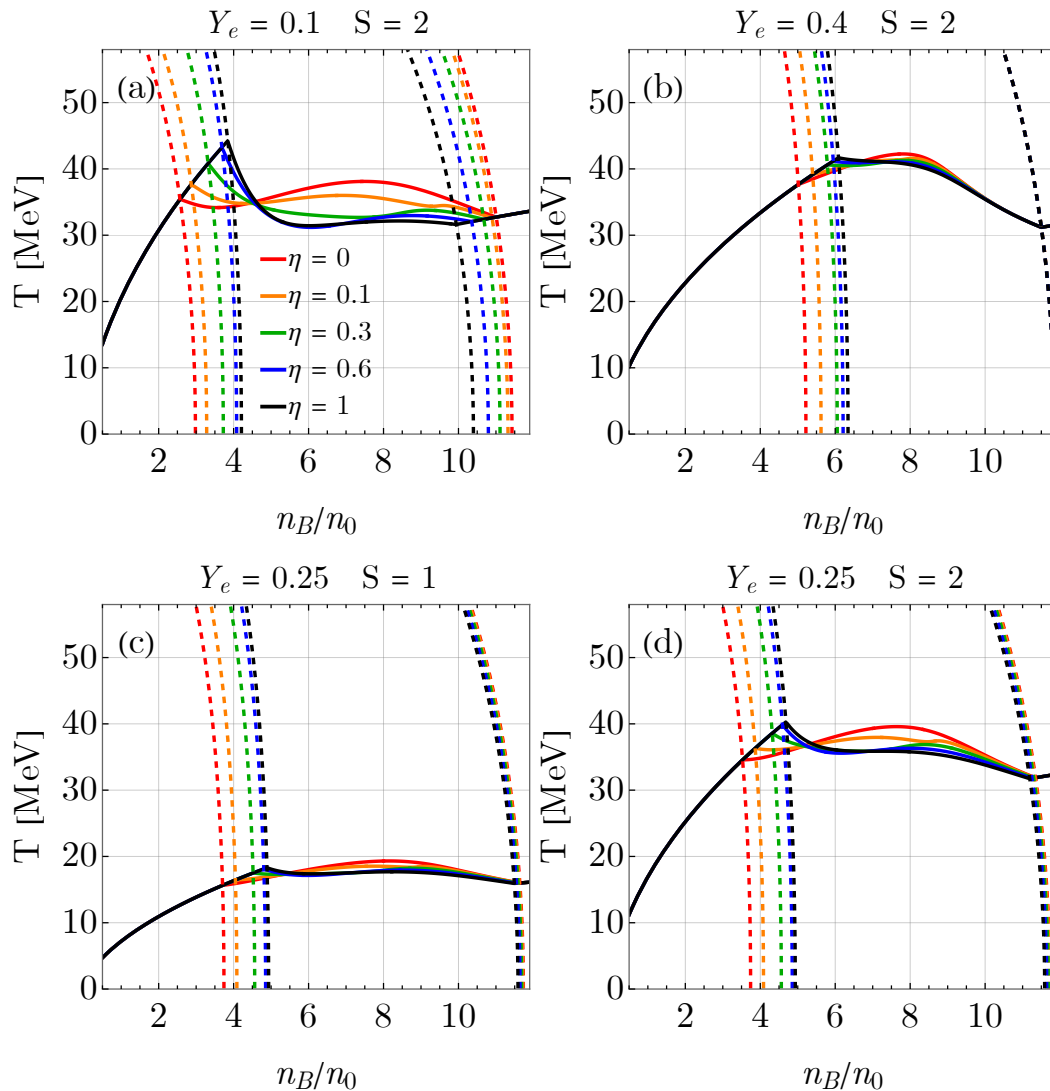 Y_e = 0.1 S = 2
(a)
T [MeV]
50
40
30
20
10
0
η = 0
η = 0.1
η = 0.3
η = 0.6
η = 1
2 4 6 8 10
n_B/n_0
Y_e = 0.4 S = 2
(b)
T [MeV]
50
40
30
20
10
0
2 4 6 8 10
n_B/n_0
Y_e = 0.25 S = 1
(c)
T [MeV]
50
40
30
20
10
0
2 4 6 8 10
n_B/n_0
Y_e = 0.25 S = 2
(d)
T [MeV]
50
40
30
20
10
0
2 4 6 8 10
n_B/n_0